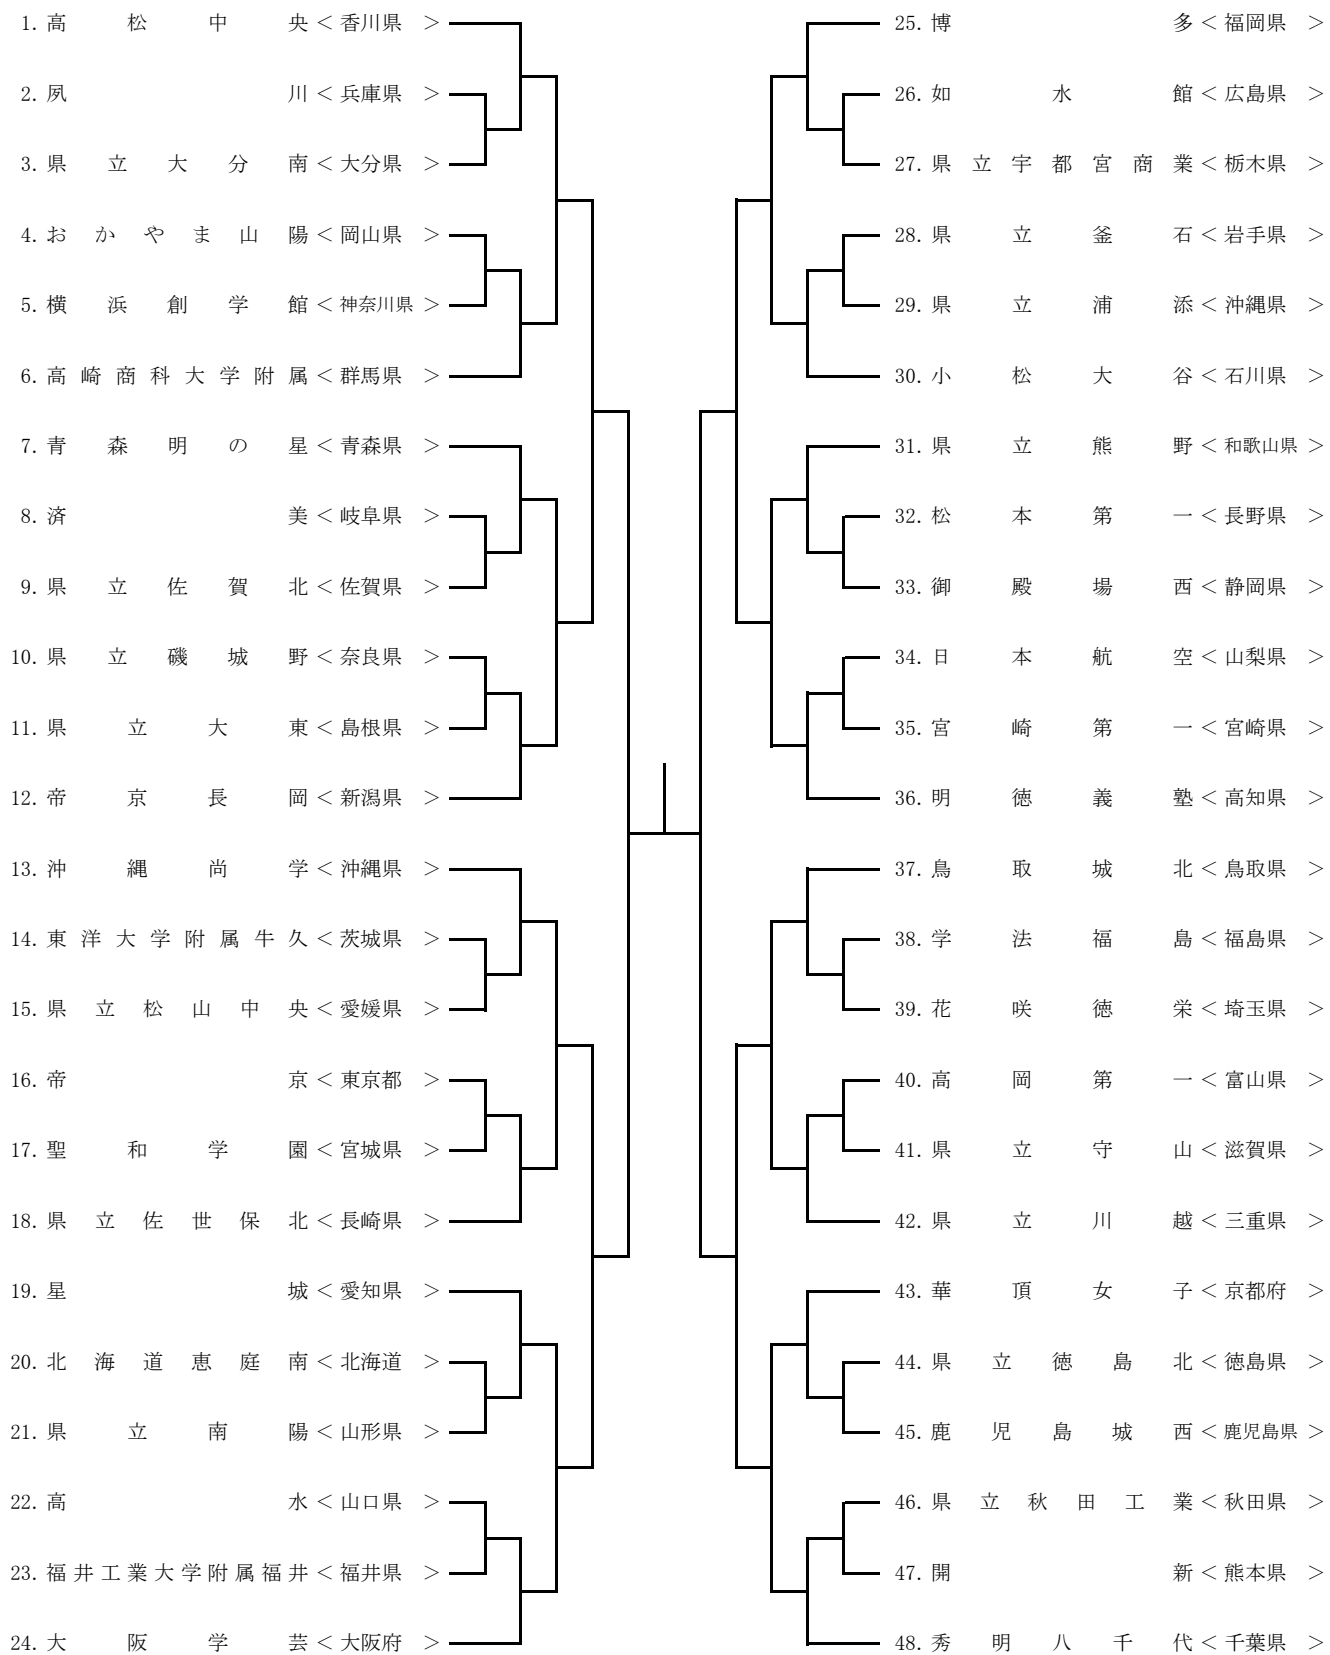 1. 高松中央 < 香川県 >
2. 夙川 < 兵庫県 >
3. 県立大分南 < 大分県 >
4. おかやま山陽 < 岡山県 >
5. 横浜創学館 < 神奈川県 >
6. 高崎商科大学附属 < 群馬県 >
7. 青森明の星 < 青森県 >
8. 済美 < 岐阜県 >
9. 県立佐賀北 < 佐賀県 >
10. 県立磯城野 < 奈良県 >
11. 県立大東 < 島根県 >
12. 帝京長岡 < 新潟県 >
13. 沖縄尚学 < 沖縄県 >
14. 東洋大学附属牛久 < 茨城県 >
15. 県立松山中央 < 愛媛県 >
16. 帝京 < 東京都 >
17. 聖和学園 < 宮城県 >
18. 県立佐世保北 < 長崎県 >
19. 星城 < 愛知県 >
20. 北海道恵庭南 < 北海道 >
21. 県立南陽 < 山形県 >
22. 高水 < 山口県 >
23. 福井工業大学附属福井 < 福井県 >
24. 大阪学芸 < 大阪府 >
25. 博多 < 福岡県 >
26. 如水館 < 広島県 >
27. 県立宇都宮商業 < 栃木県 >
28. 県立釜石 < 岩手県 >
29. 県立浦添 < 沖縄県 >
30. 小松大谷 < 石川県 >
31. 県立熊野 < 和歌山県 >
32. 松本第一 < 長野県 >
33. 御殿場西 < 静岡県 >
34. 日本航空 < 山梨県 >
35. 宮崎第一 < 宮崎県 >
36. 明徳義塾 < 高知県 >
37. 鳥取城北 < 鳥取県 >
38. 学法福島 < 福島県 >
39. 花咲徳栄 < 埼玉県 >
40. 高岡第一 < 富山県 >
41. 県立守山 < 滋賀県 >
42. 県立川越 < 三重県 >
43. 華頂女子 < 京都府 >
44. 県立徳島北 < 徳島県 >
45. 鹿児島城西 < 鹿児島県 >
46. 県立秋田工業 < 秋田県 >
47. 開新 < 熊本県 >
48. 秀明八千代 < 千葉県 >